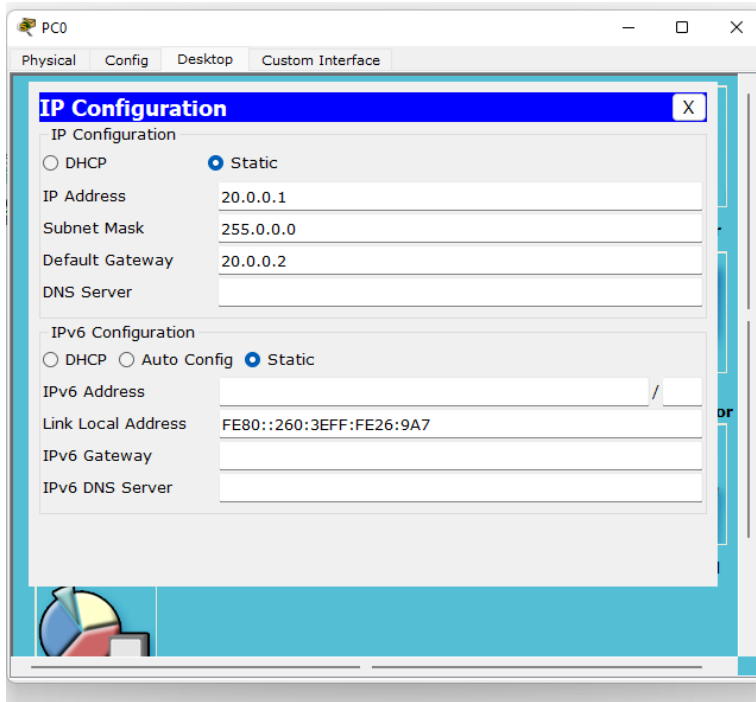 PC0
Physical Config Desktop Custom Interface
IP Configuration X
IP Configuration
DHCP Static
IP Address 20.0.0.1
Subnet Mask 255.0.0.0
Default Gateway 20.0.0.2
DNS Server
IPv6 Configuration
DHCP Auto Config Static
IPv6 Address /
Link Local Address FE80::260:3EFF:FE26:9A7
IPv6 Gateway
IPv6 DNS Server
or